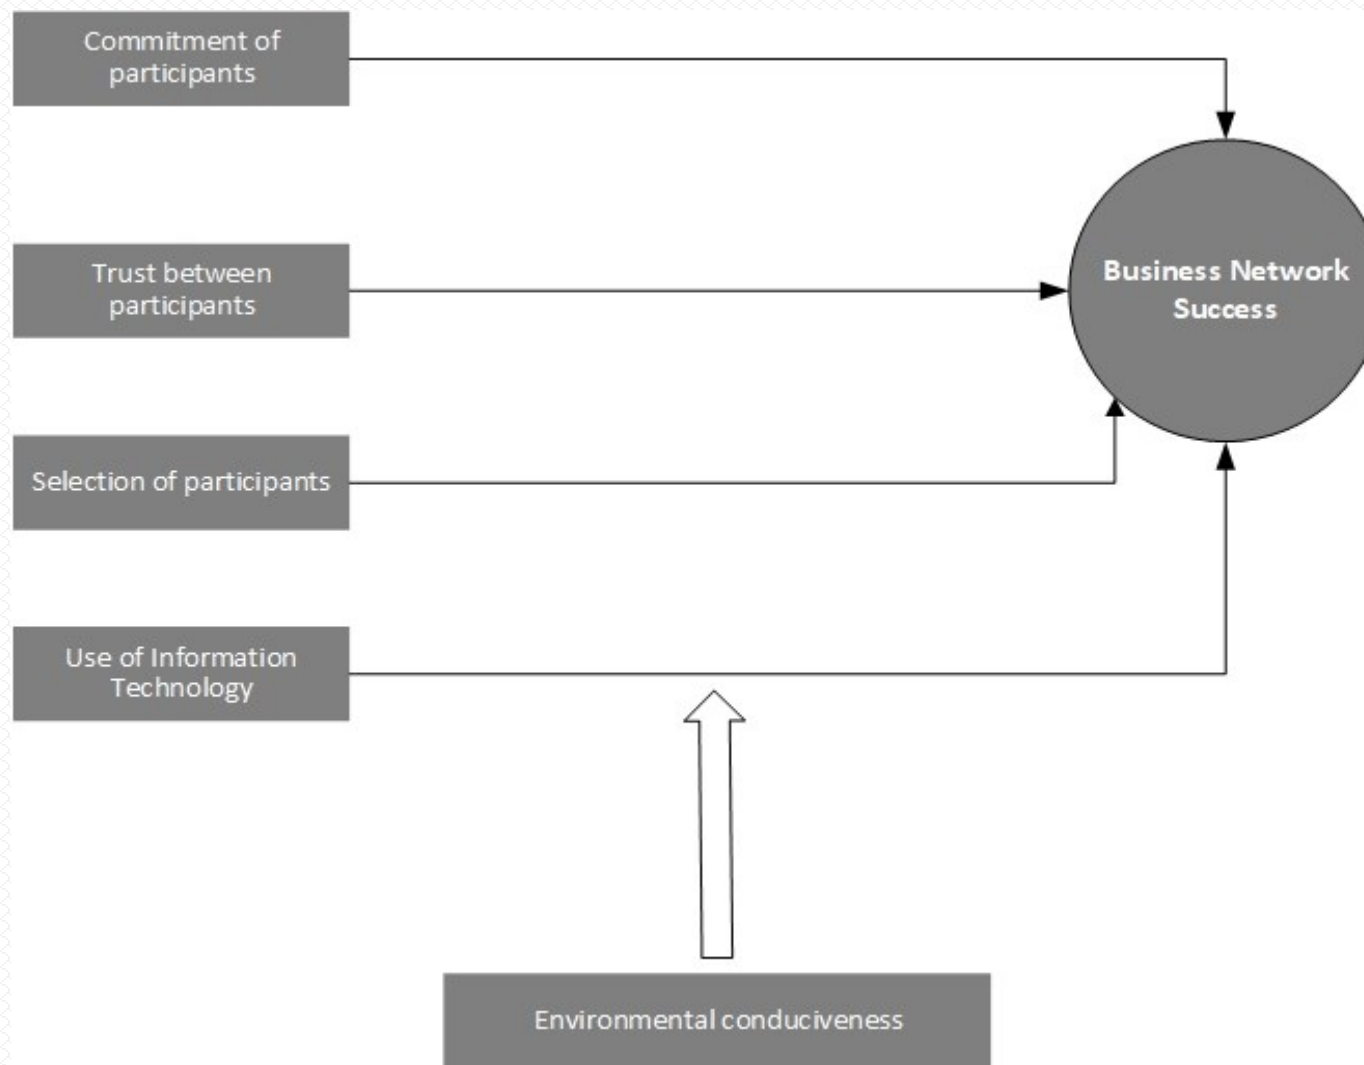 Commitment of
participants
Trust between
participants
Business Network
Success
Selection of participants
Use of Information
Technology
Environmental conduciveness